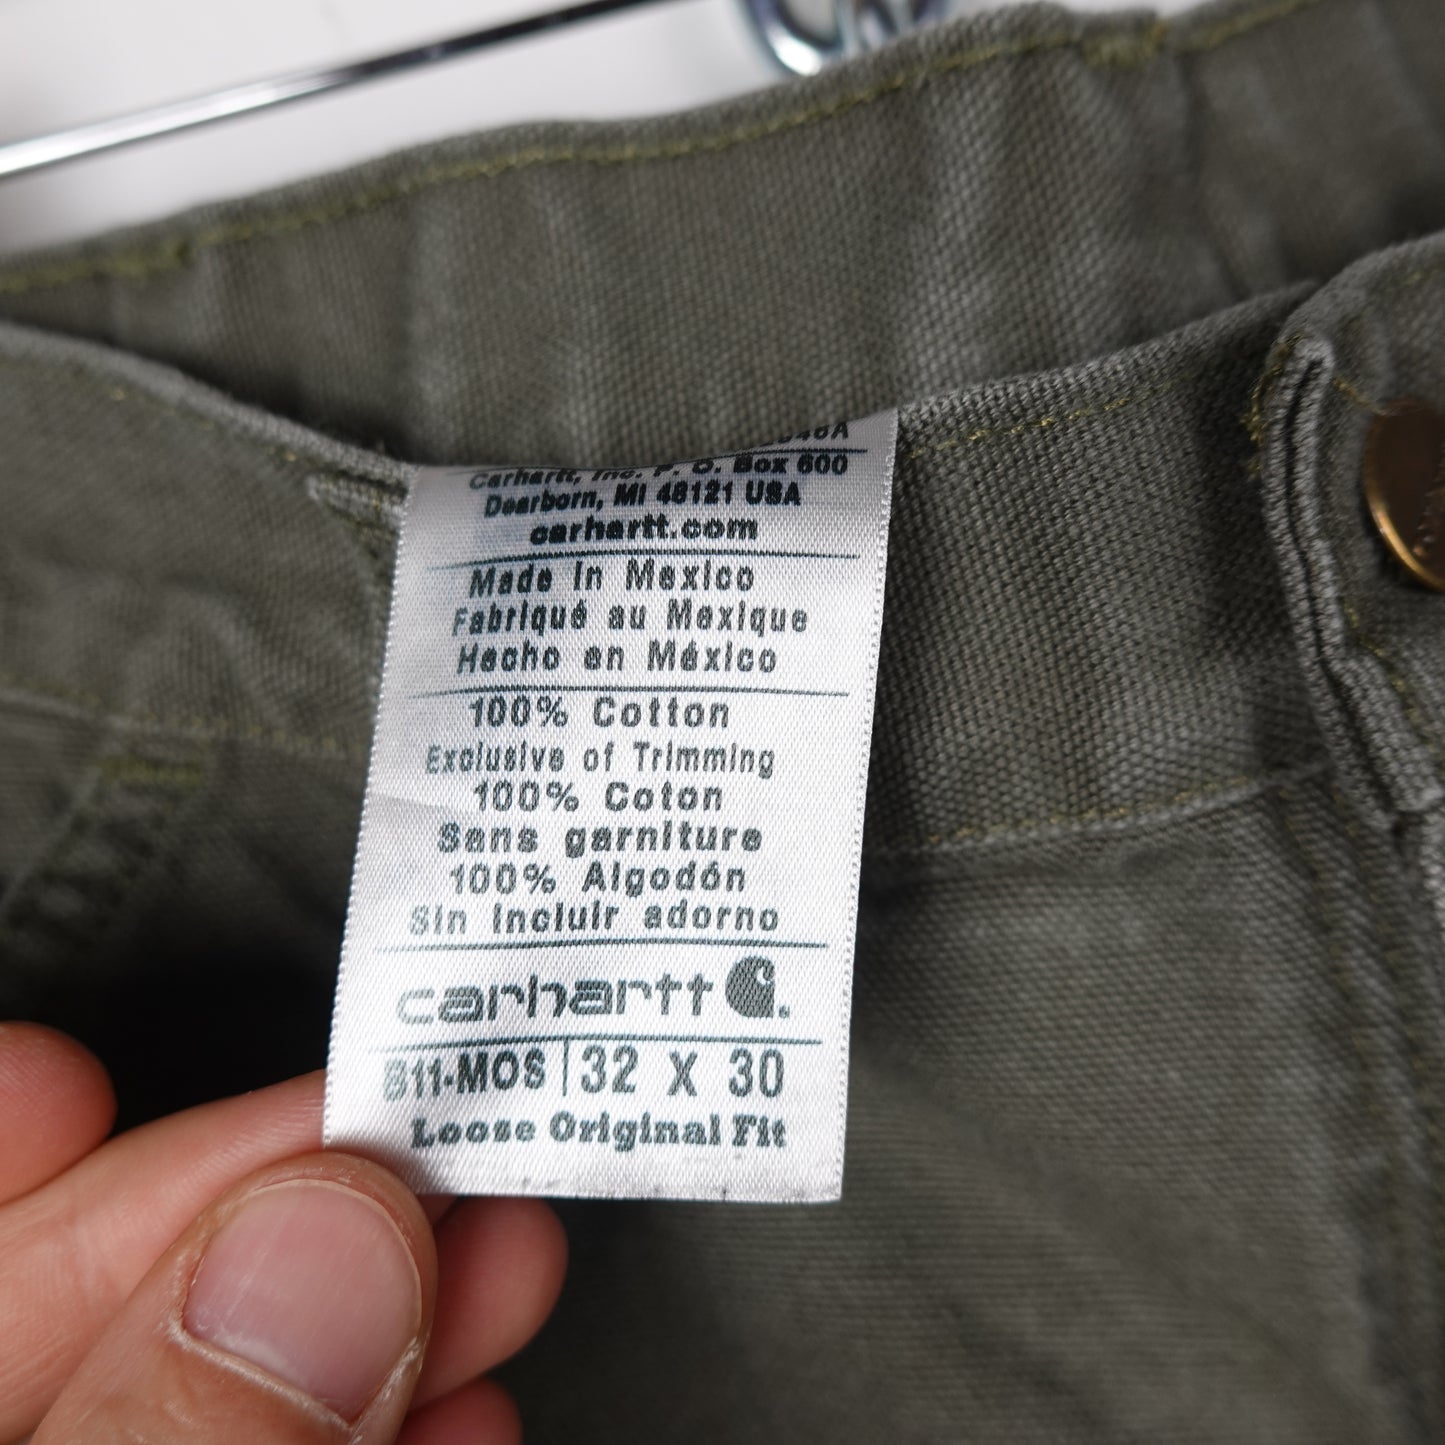 Carhartt, Inc. P. O. Box 600
Dearborn, MI 48121 USA
carhartt.com
Made in Mexico
Fabriqué au Mexique
Hecho en México
100% Cotton
Exclusive of Trimming
100% Coton
Sans garniture
100% Algodón
Sin incluir adorno
carhartt
B11-MOS | 32 X 30
Loose Original Fit